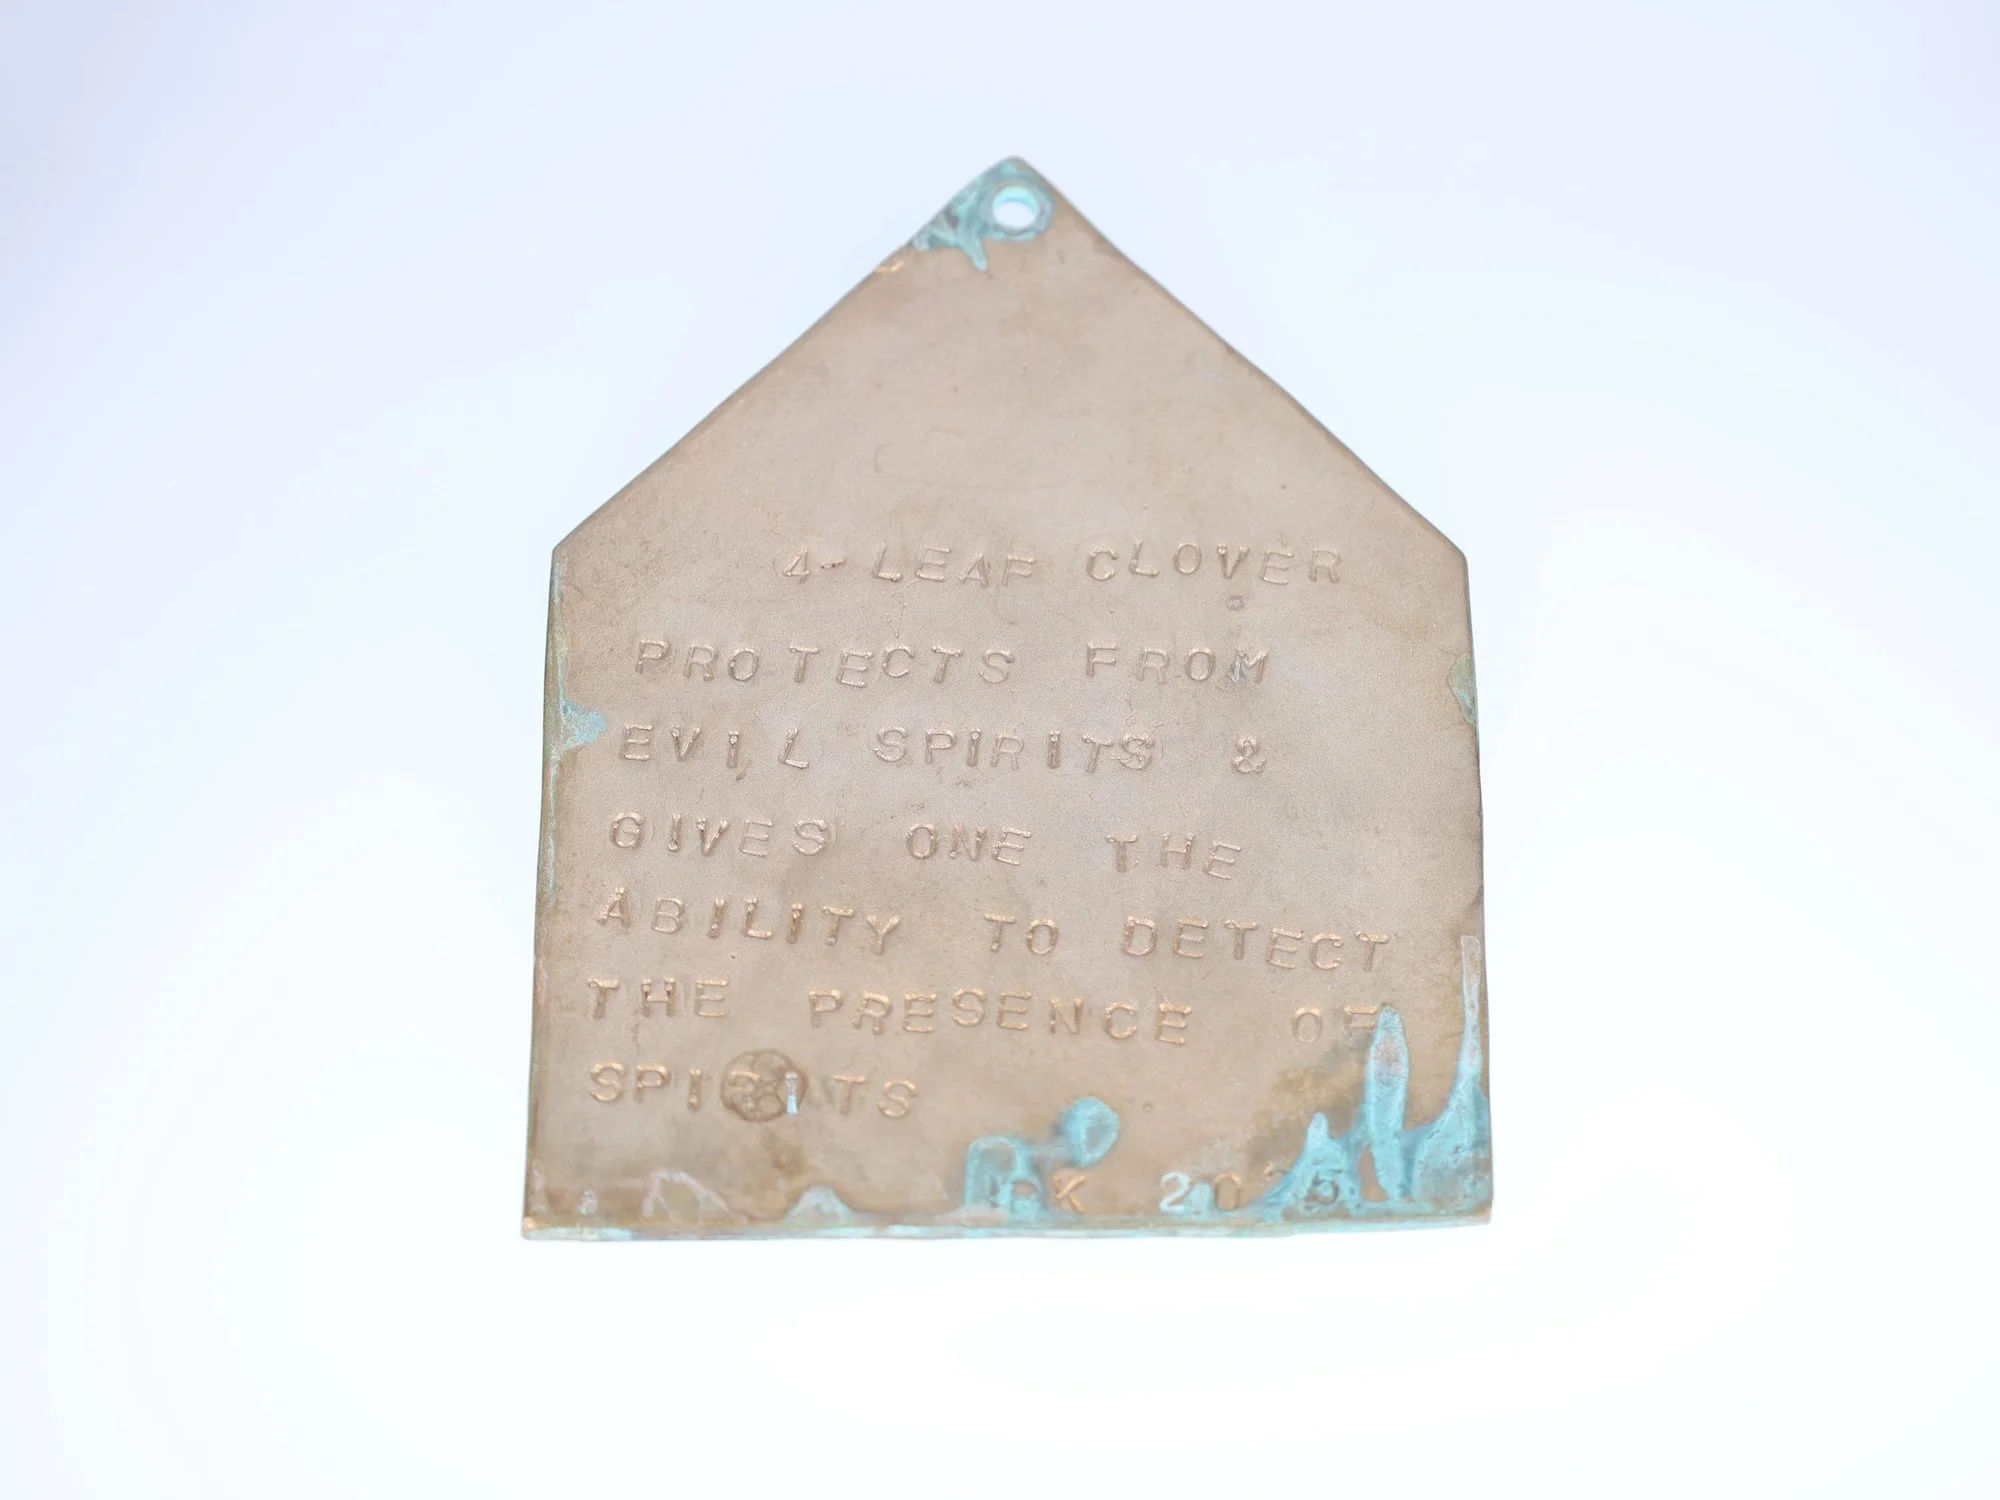 4-LEAF CLOVER
PROTECTS FROM
EVIL SPIRITS &
GIVES ONE THE
ABILITY TO DETECT
THE PRESENCE OF
SPIRITS